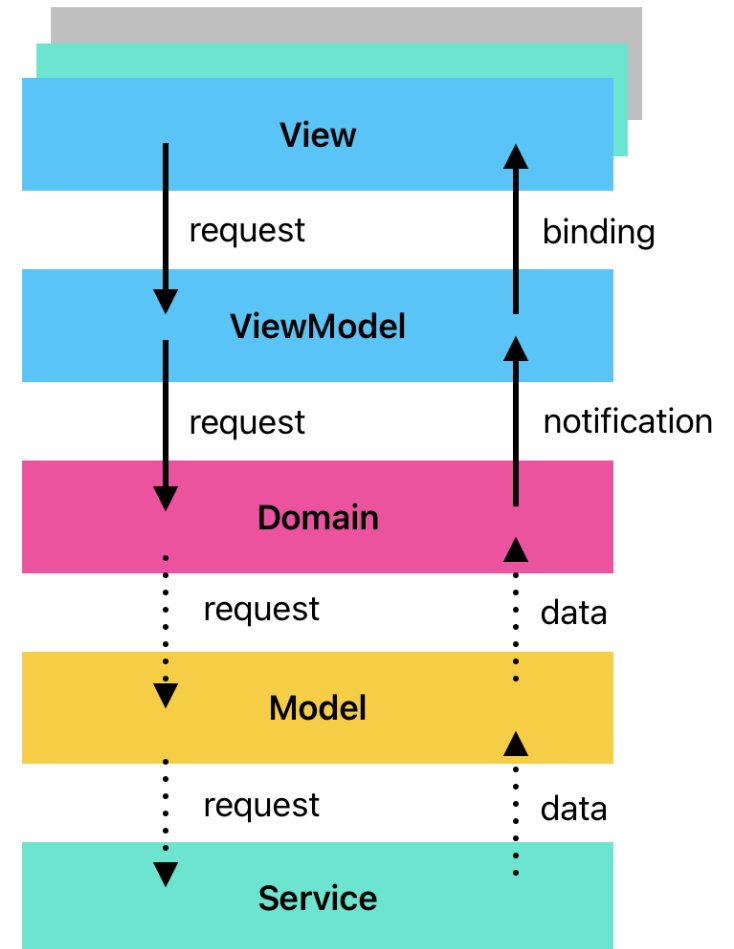 View
request
binding
ViewModel
request
notification
Domain
request
data
Model
request
data
Service